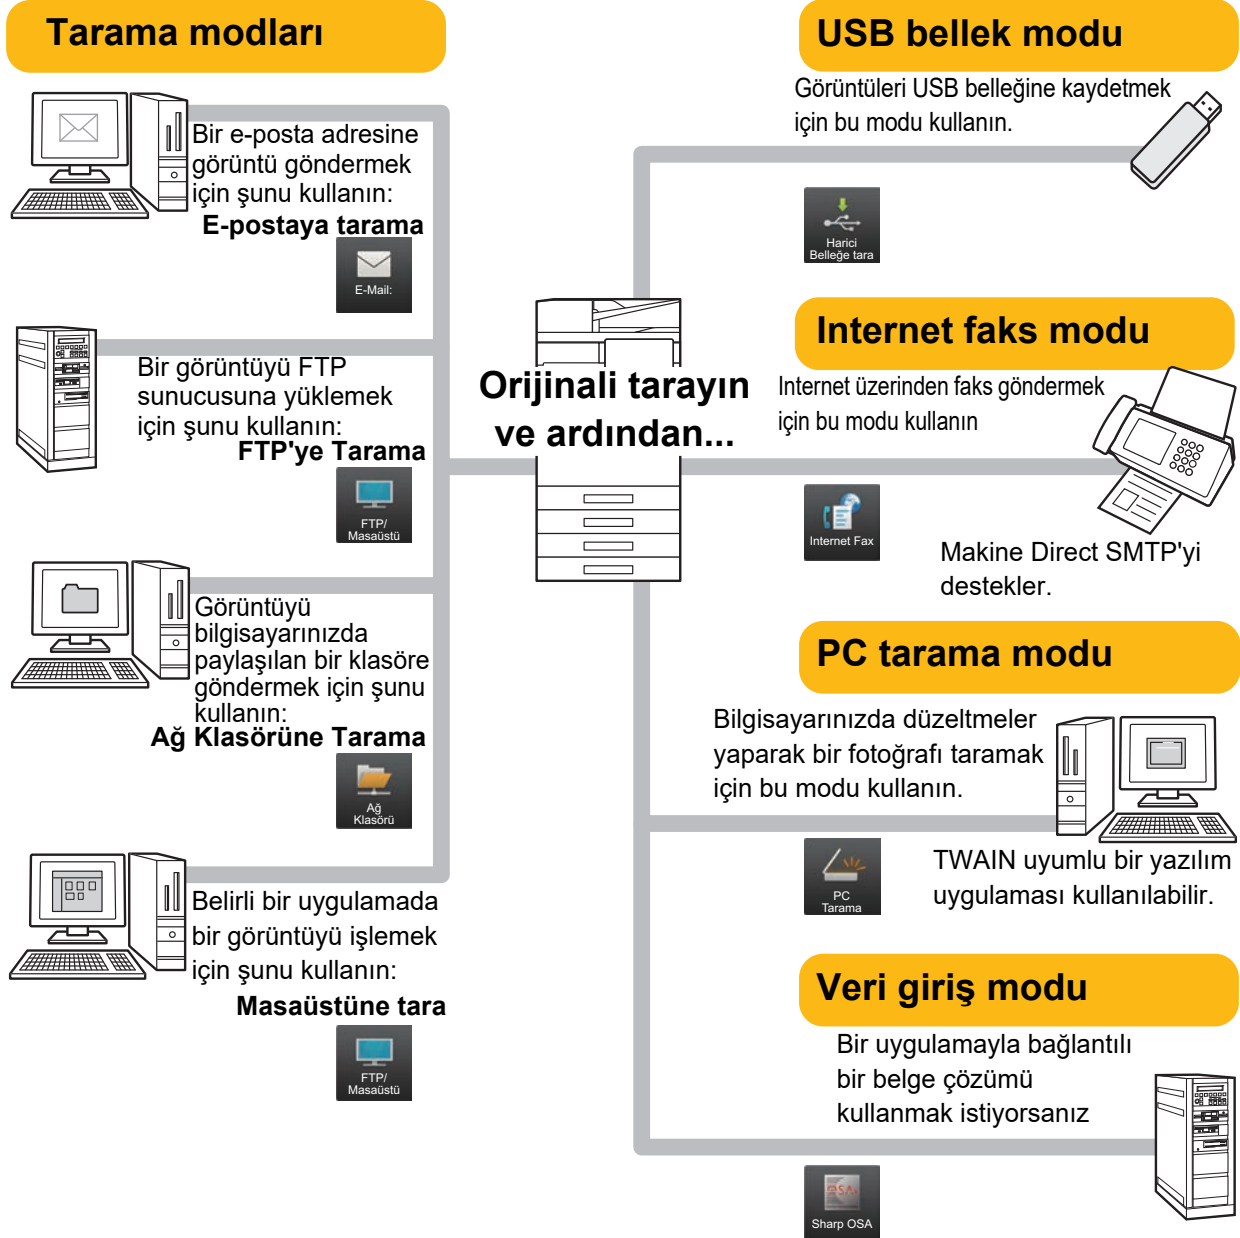 Tarama modları
Bir e-posta adresine
görüntü göndermek
için şunu kullanın:
E-postaya tarama
E-Mail:
Bir görüntüyü FTP
sunucusuna yüklemek
için şunu kullanın:
FTP'ye Tarama
FTP/
Masaüstü
Görüntüyü
bilgisayarınızda
paylaşılan bir klasöre
göndermek için şunu
kullanın:
Ağ Klasörüne Tarama
Ağ
Klasörü
Belirli bir uygulamada
bir görüntüyü işlemek
için şunu kullanın:
Masaüstüne tara
FTP/
Masaüstü
Orijinali tarayın
ve ardından...
USB bellek modu
Görüntüleri USB belleğine kaydetmek
için bu modu kullanın.
Harici
Belleğe tara
Internet faks modu
Internet üzerinden faks göndermek
için bu modu kullanın
Internet Fax
Makine Direct SMTP'yi
destekler.
PC tarama modu
Bilgisayarınızda düzeltmeler
yaparak bir fotoğrafı taramak
için bu modu kullanın.
PC
Tarama
TWAIN uyumlu bir yazılım
uygulaması kullanılabilir.
Veri giriş modu
Bir uygulamayla bağlantılı
bir belge çözümü
kullanmak istiyorsanız
OSA
Sharp OSA